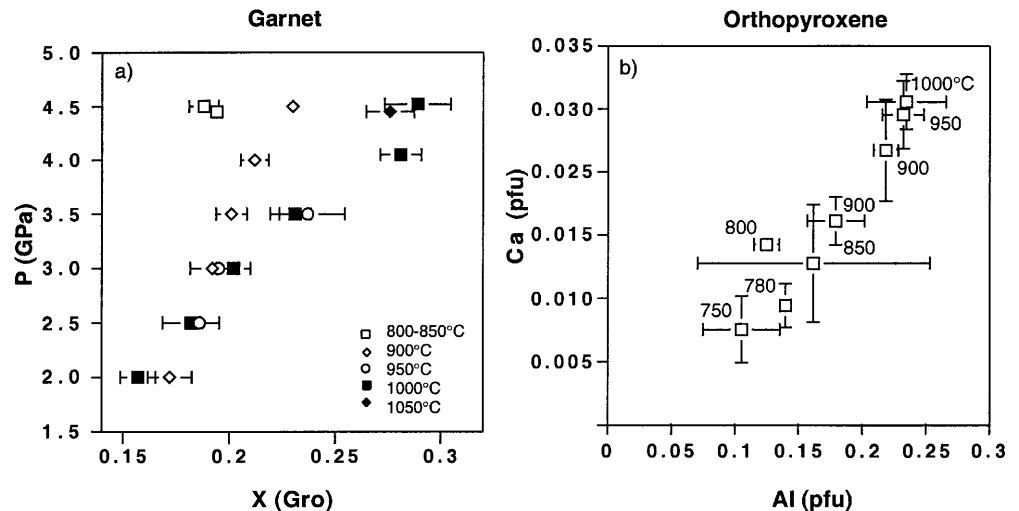 Garnet
a)
P (GPa)
5.0
4.5
4.0
3.5
3.0
2.5
2.0
1.5
0.15 0.2 0.25 0.3
X (Gro)
800-850°C
900°C
950°C
1000°C
1050°C
Orthopyroxene
b)
Ca (pfu)
0.035
0.030
0.025
0.015
0.010
0.005
0 0.05 0.1 0.15 0.2 0.25 0.3
Al (pfu)
1000°C
950
900
900
800
850
780
750